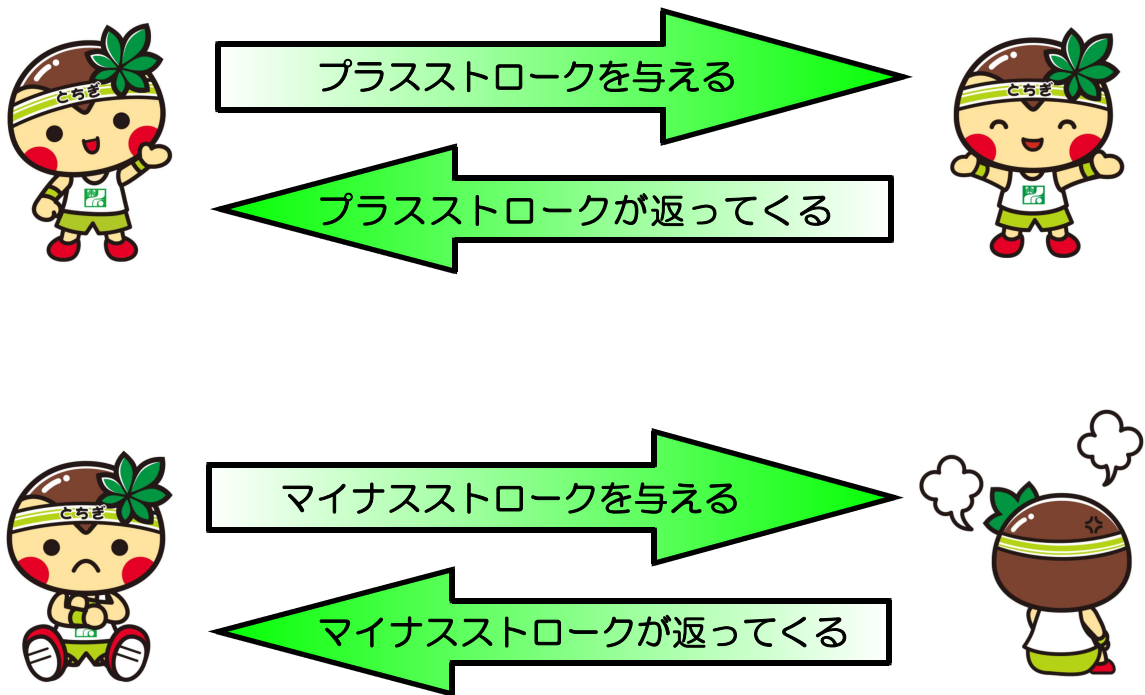 とちぎ
プラスストロークを与える
とちぎ
プラスストロークが返ってくる
とちぎ
マイナスストロークを与える
マイナスストロークが返ってくる